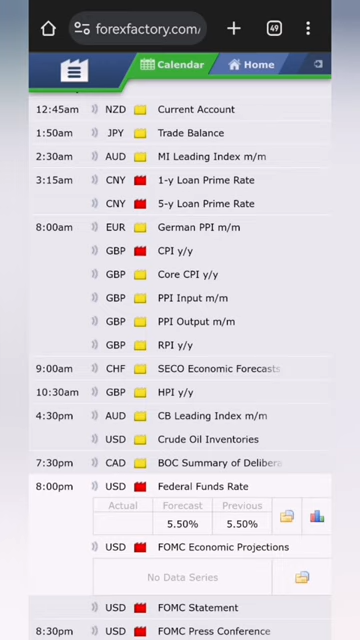 forexfactory.com/
49
Calendar
Home
12:45am NZD Current Account
1:50am JPY Trade Balance
2:30am AUD MI Leading Index m/m
3:15am CNY 1-y Loan Prime Rate
CNY 5-y Loan Prime Rate
8:00am EUR German PPI m/m
GBP CPI y/y
GBP Core CPI y/y
GBP PPI Input m/m
GBP PPI Output m/m
GBP RPI y/y
9:00am CHF SECO Economic Forecasts
10:30am GBP HPI y/y
4:30pm AUD CB Leading Index m/m
USD Crude Oil Inventories
7:30pm CAD BOC Summary of Delibera
8:00pm USD Federal Funds Rate
Actual Forecast Previous
5.50% 5.50%
USD FOMC Economic Projections
No Data Series
USD FOMC Statement
8:30pm USD FOMC Press Conference